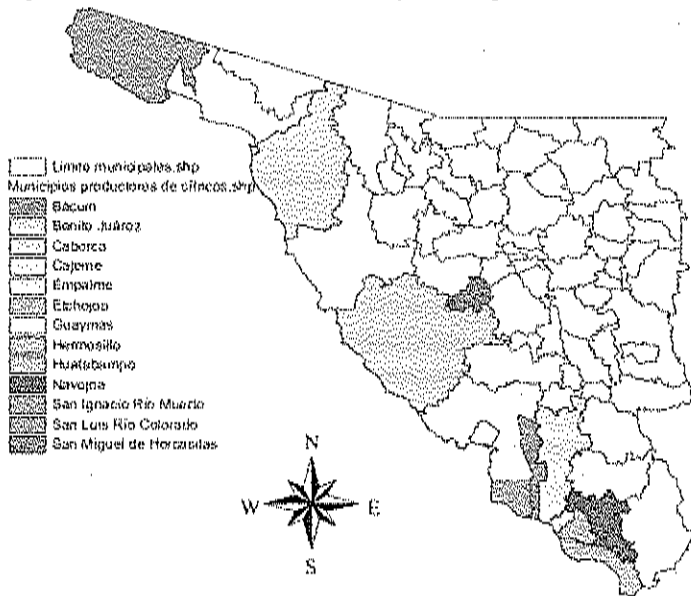 Limite municipales.shp
Municipios productores de cítricos.shp
Bácum
Benito Juárez
Caborca
Cajeme
Empalme
Etchojoa
Guaymas
Hermosillo
Huatabampo
Navojoa
San Ignacio Río Muerto
San Luis Río Colorado
San Miguel de Horcasitas
N
W
E
S